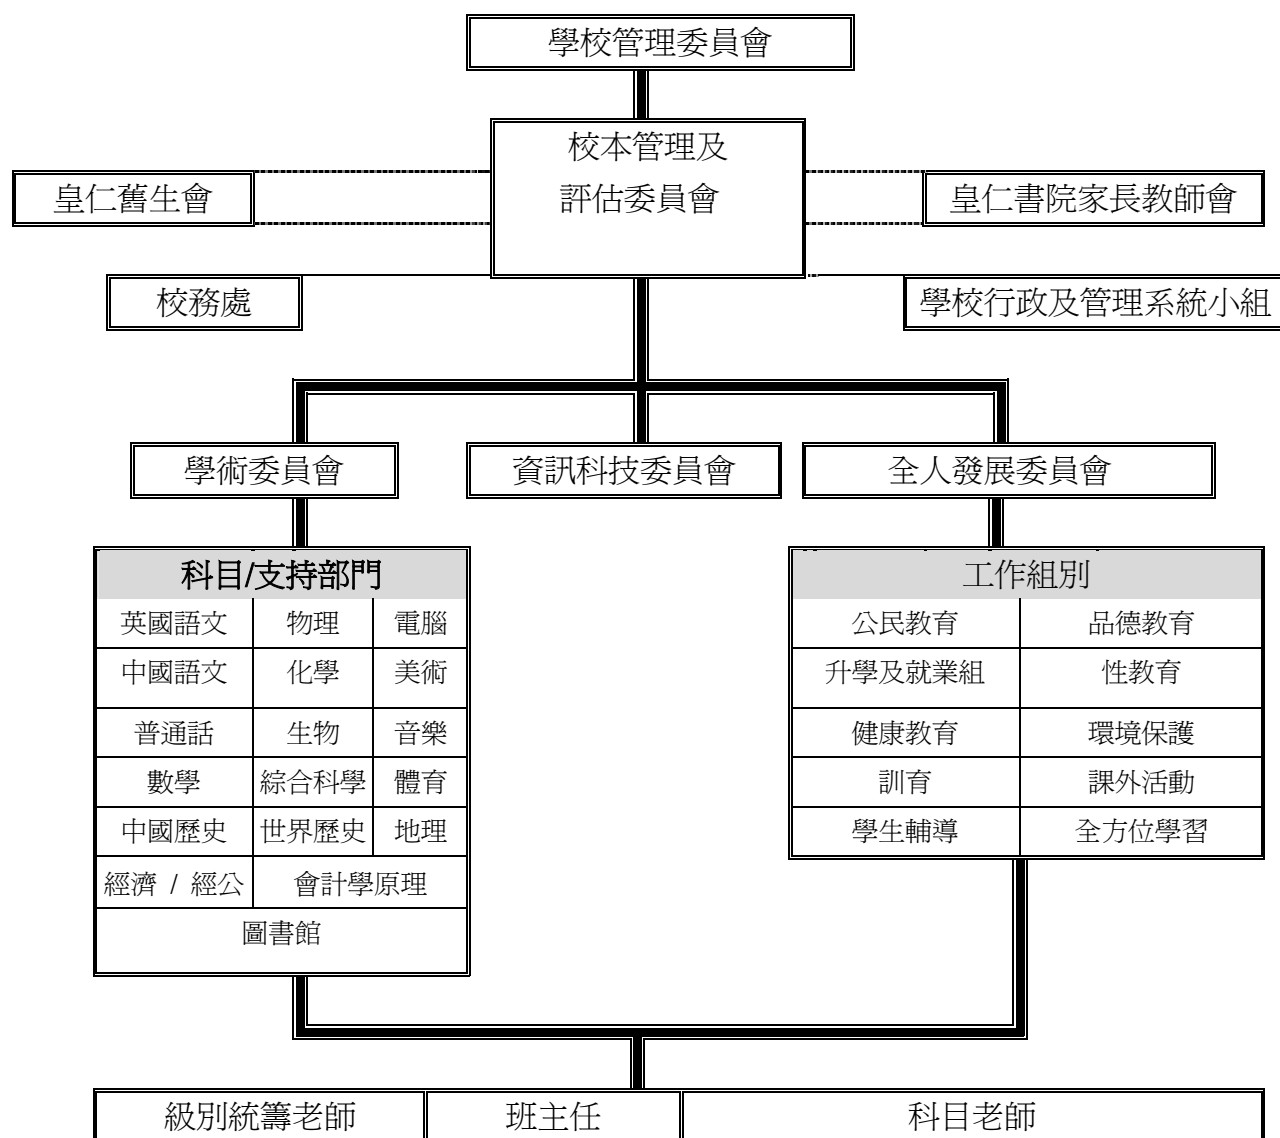 學校管理委員會
校本管理及
評估委員會
皇仁舊生會
皇仁書院家長教師會
校務處
學校行政及管理系統小組
學術委員會
資訊科技委員會
全人發展委員會
科目/支持部門
英國語文 物理 電腦
中國語文 化學 美術
普通話 生物 音樂
數學 綜合科學 體育
中國歷史 世界歷史 地理
經濟 / 經公 會計學原理
圖書館
工作組別
公民教育 品德教育
升學及就業組 性教育
健康教育 環境保護
訓育 課外活動
學生輔導 全方位學習
級別統籌老師 班主任 科目老師